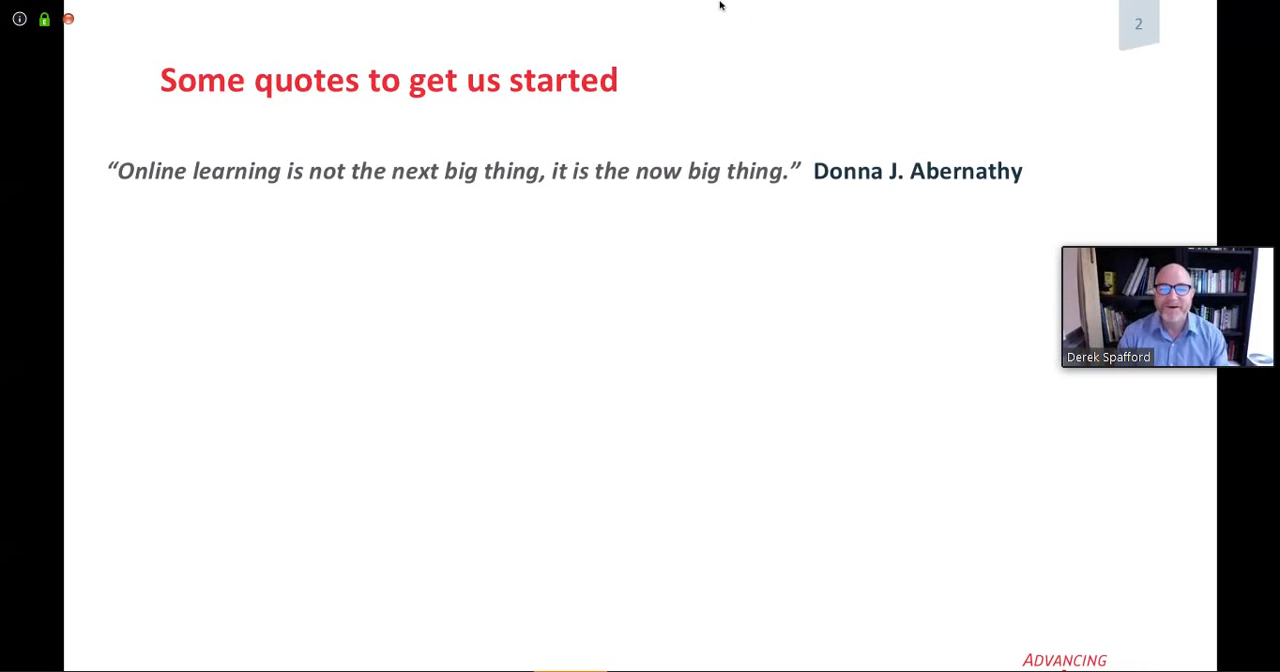 2
Some quotes to get us started
“Online learning is not the next big thing, it is the now big thing.” Donna J. Abernathy
Derek Spafford
ADVANCING